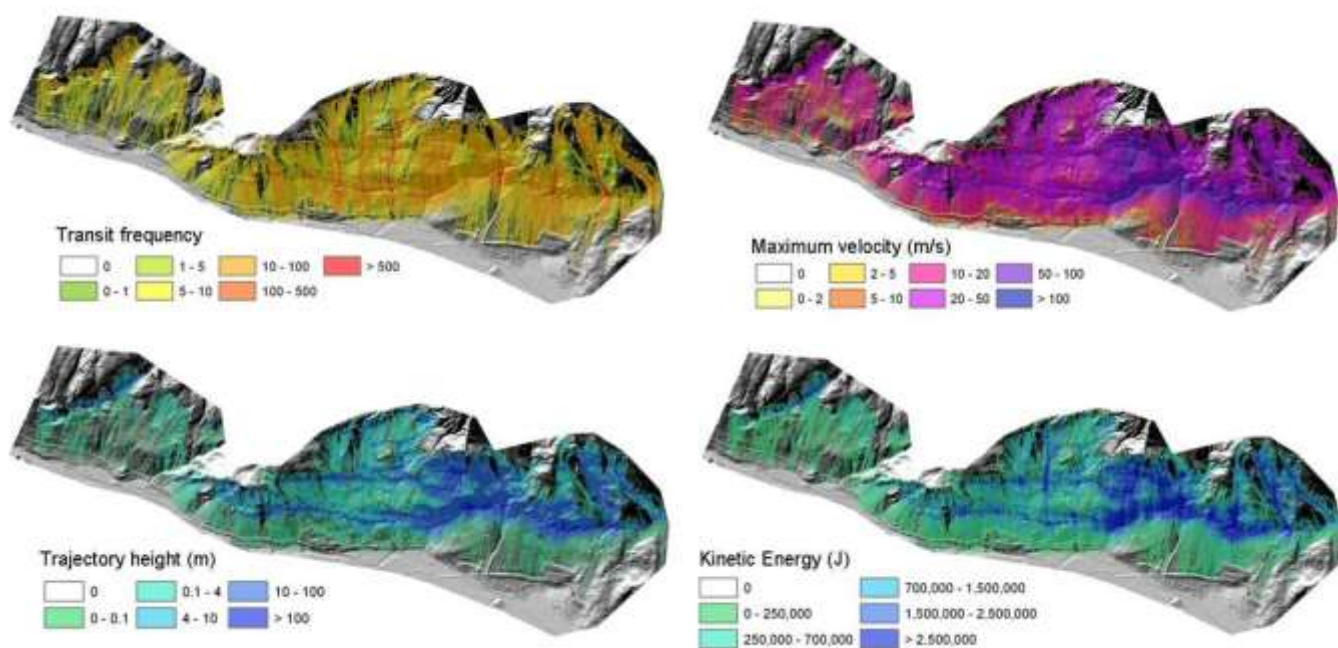 Transit frequency
0 1 - 5 10 - 100 > 500
0 - 1 5 - 10 100 - 500
Maximum velocity (m/s)
0 2 - 5 10 - 20 50 - 100
0 - 2 5 - 10 20 - 50 > 100
Trajectory height (m)
0 0.1 - 4 10 - 100
0 - 0.1 4 - 10 > 100
Kinetic Energy (J)
0 700,000 - 1.500,000
0 - 250,000 1.500,000 - 2.500,000
250,000 - 700,000 > 2.500,000